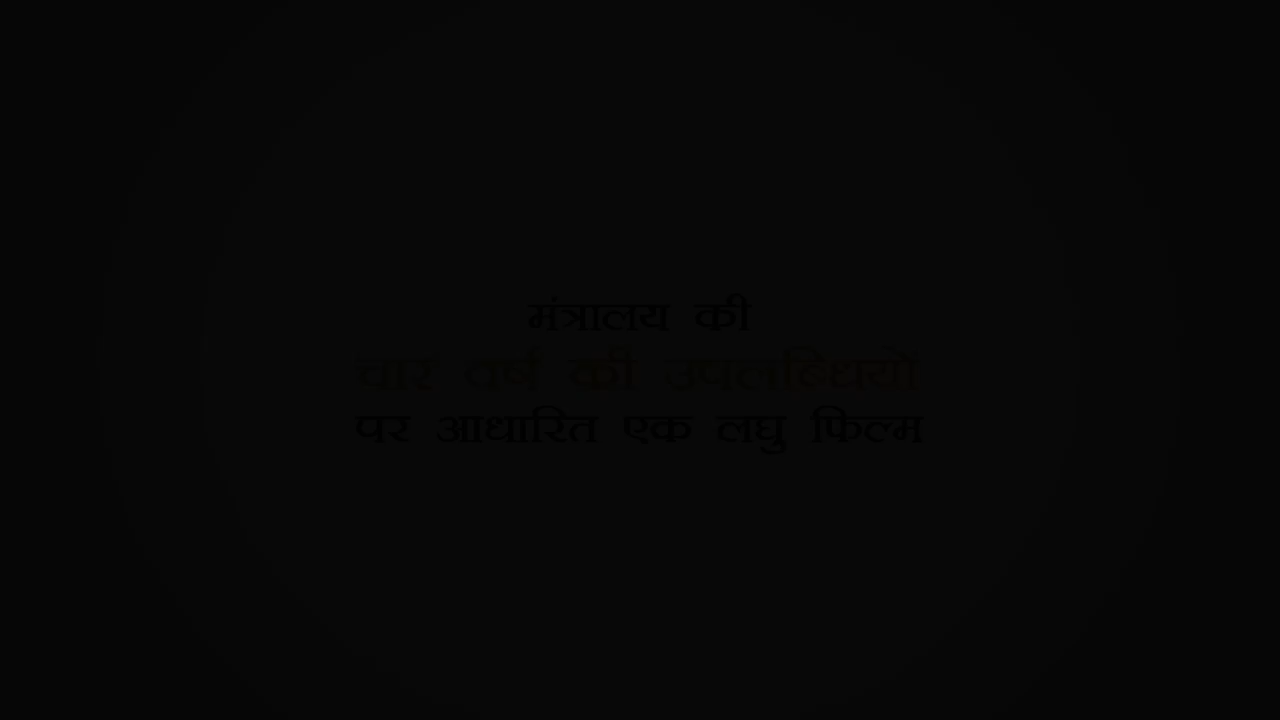 मंत्रालय की
चार वर्ष की उपलब्धियों
पर आधारित एक लघु फिल्म